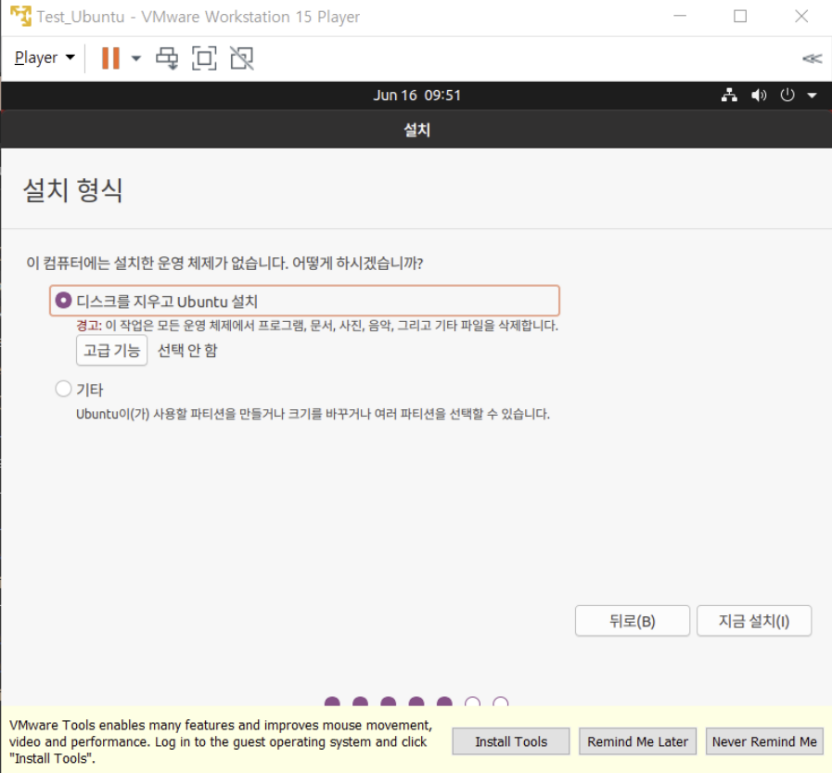 Test_Ubuntu - VMware Workstation 15 Player
Player
Jun 16 09:51
설치
설치 형식
이 컴퓨터에는 설치한 운영 체제가 없습니다. 어떻게 하시겠습니까?
디스크를 지우고 Ubuntu 설치
경고: 이 작업은 모든 운영 체제에서 프로그램, 문서, 사진, 음악, 그리고 기타 파일을 삭제합니다.
고급 기능 선택 안 함
기타
Ubuntu이(가) 사용할 파티션을 만들거나 크기를 바꾸거나 여러 파티션을 선택할 수 있습니다.
뒤로(B) 지금 설치(I)
VMware Tools enables many features and improves mouse movement,
video and performance. Log in to the guest operating system and click
"Install Tools".
Install Tools Remind Me Later Never Remind Me